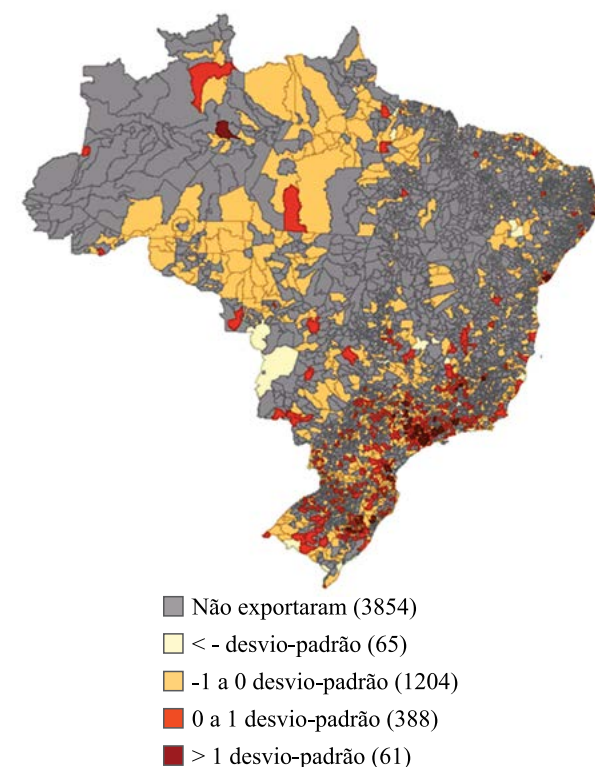 Não exportaram (3854)
< - desvio-padrão (65)
-1 a 0 desvio-padrão (1204)
0 a 1 desvio-padrão (388)
> 1 desvio-padrão (61)